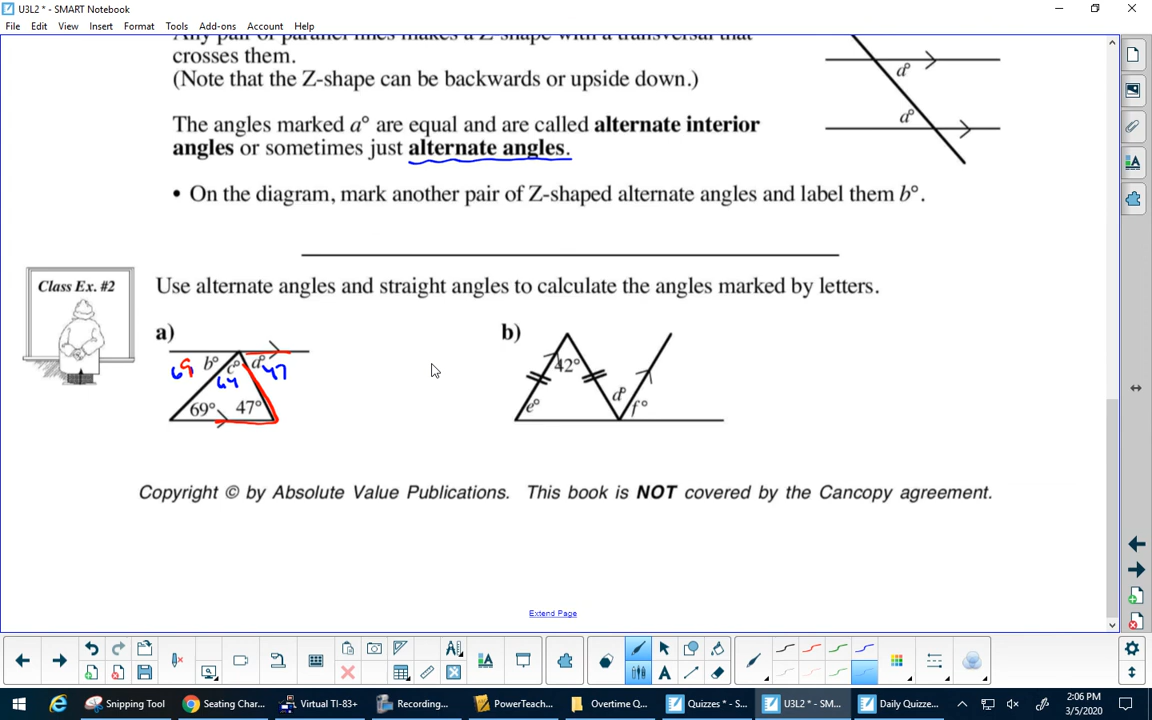 U3L2 * - SMART Notebook
File Edit View Insert Format Tools Add-ons Account Help
crosses them.
(Note that the Z-shape can be backwards or upside down.)
The angles marked a° are equal and are called alternate interior
angles or sometimes just alternate angles.
• On the diagram, mark another pair of Z-shaped alternate angles and label them b°.
a°
a°
Class Ex. #2
Use alternate angles and straight angles to calculate the angles marked by letters.
a)
b° c° d°
69 64 47
69° 47°
b)
42°
e° d° f°
Copyright © by Absolute Value Publications. This book is NOT covered by the Cancopy agreement.
Extend Page
Snipping Tool
Seating Char...
Virtual TI-83+
Recording...
PowerTeach...
Overtime Q...
Quizzes * - S...
U3L2 * - SM...
Daily Quizze...
2:06 PM
3/5/2020